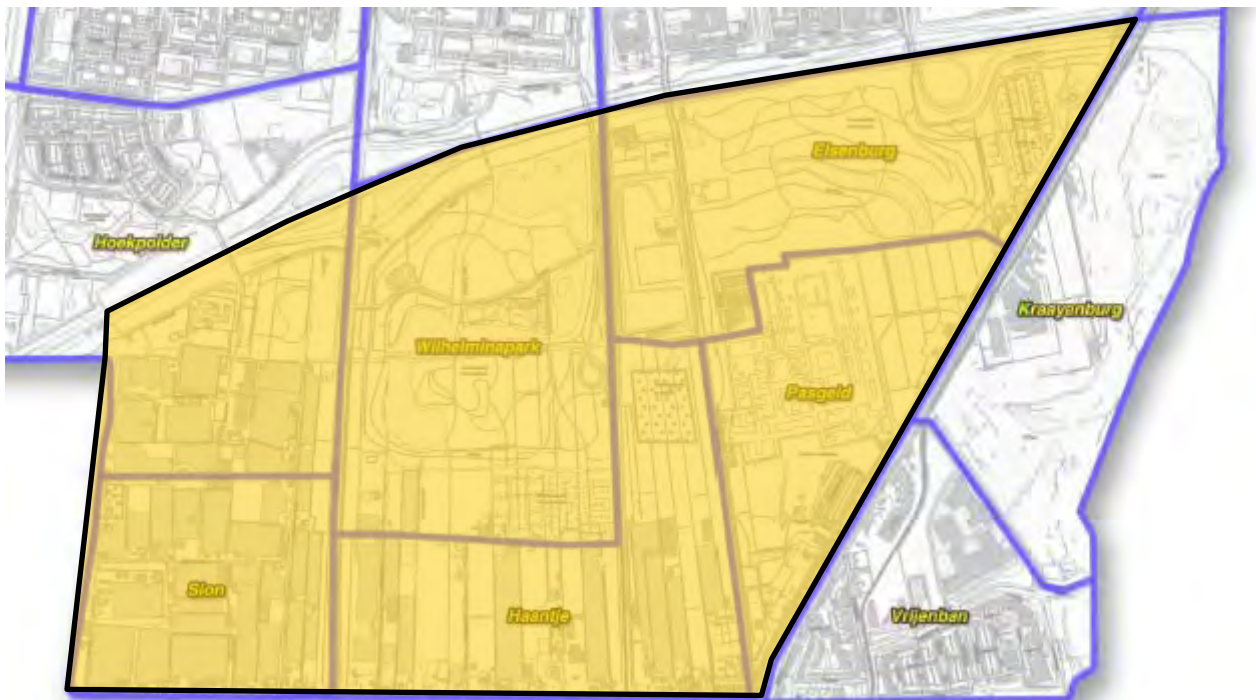 Elsenburg
Hoekpolder
Kraayenburg
Wilhelminapark
Pasgeld
Sion
Haantje
Vrijenban